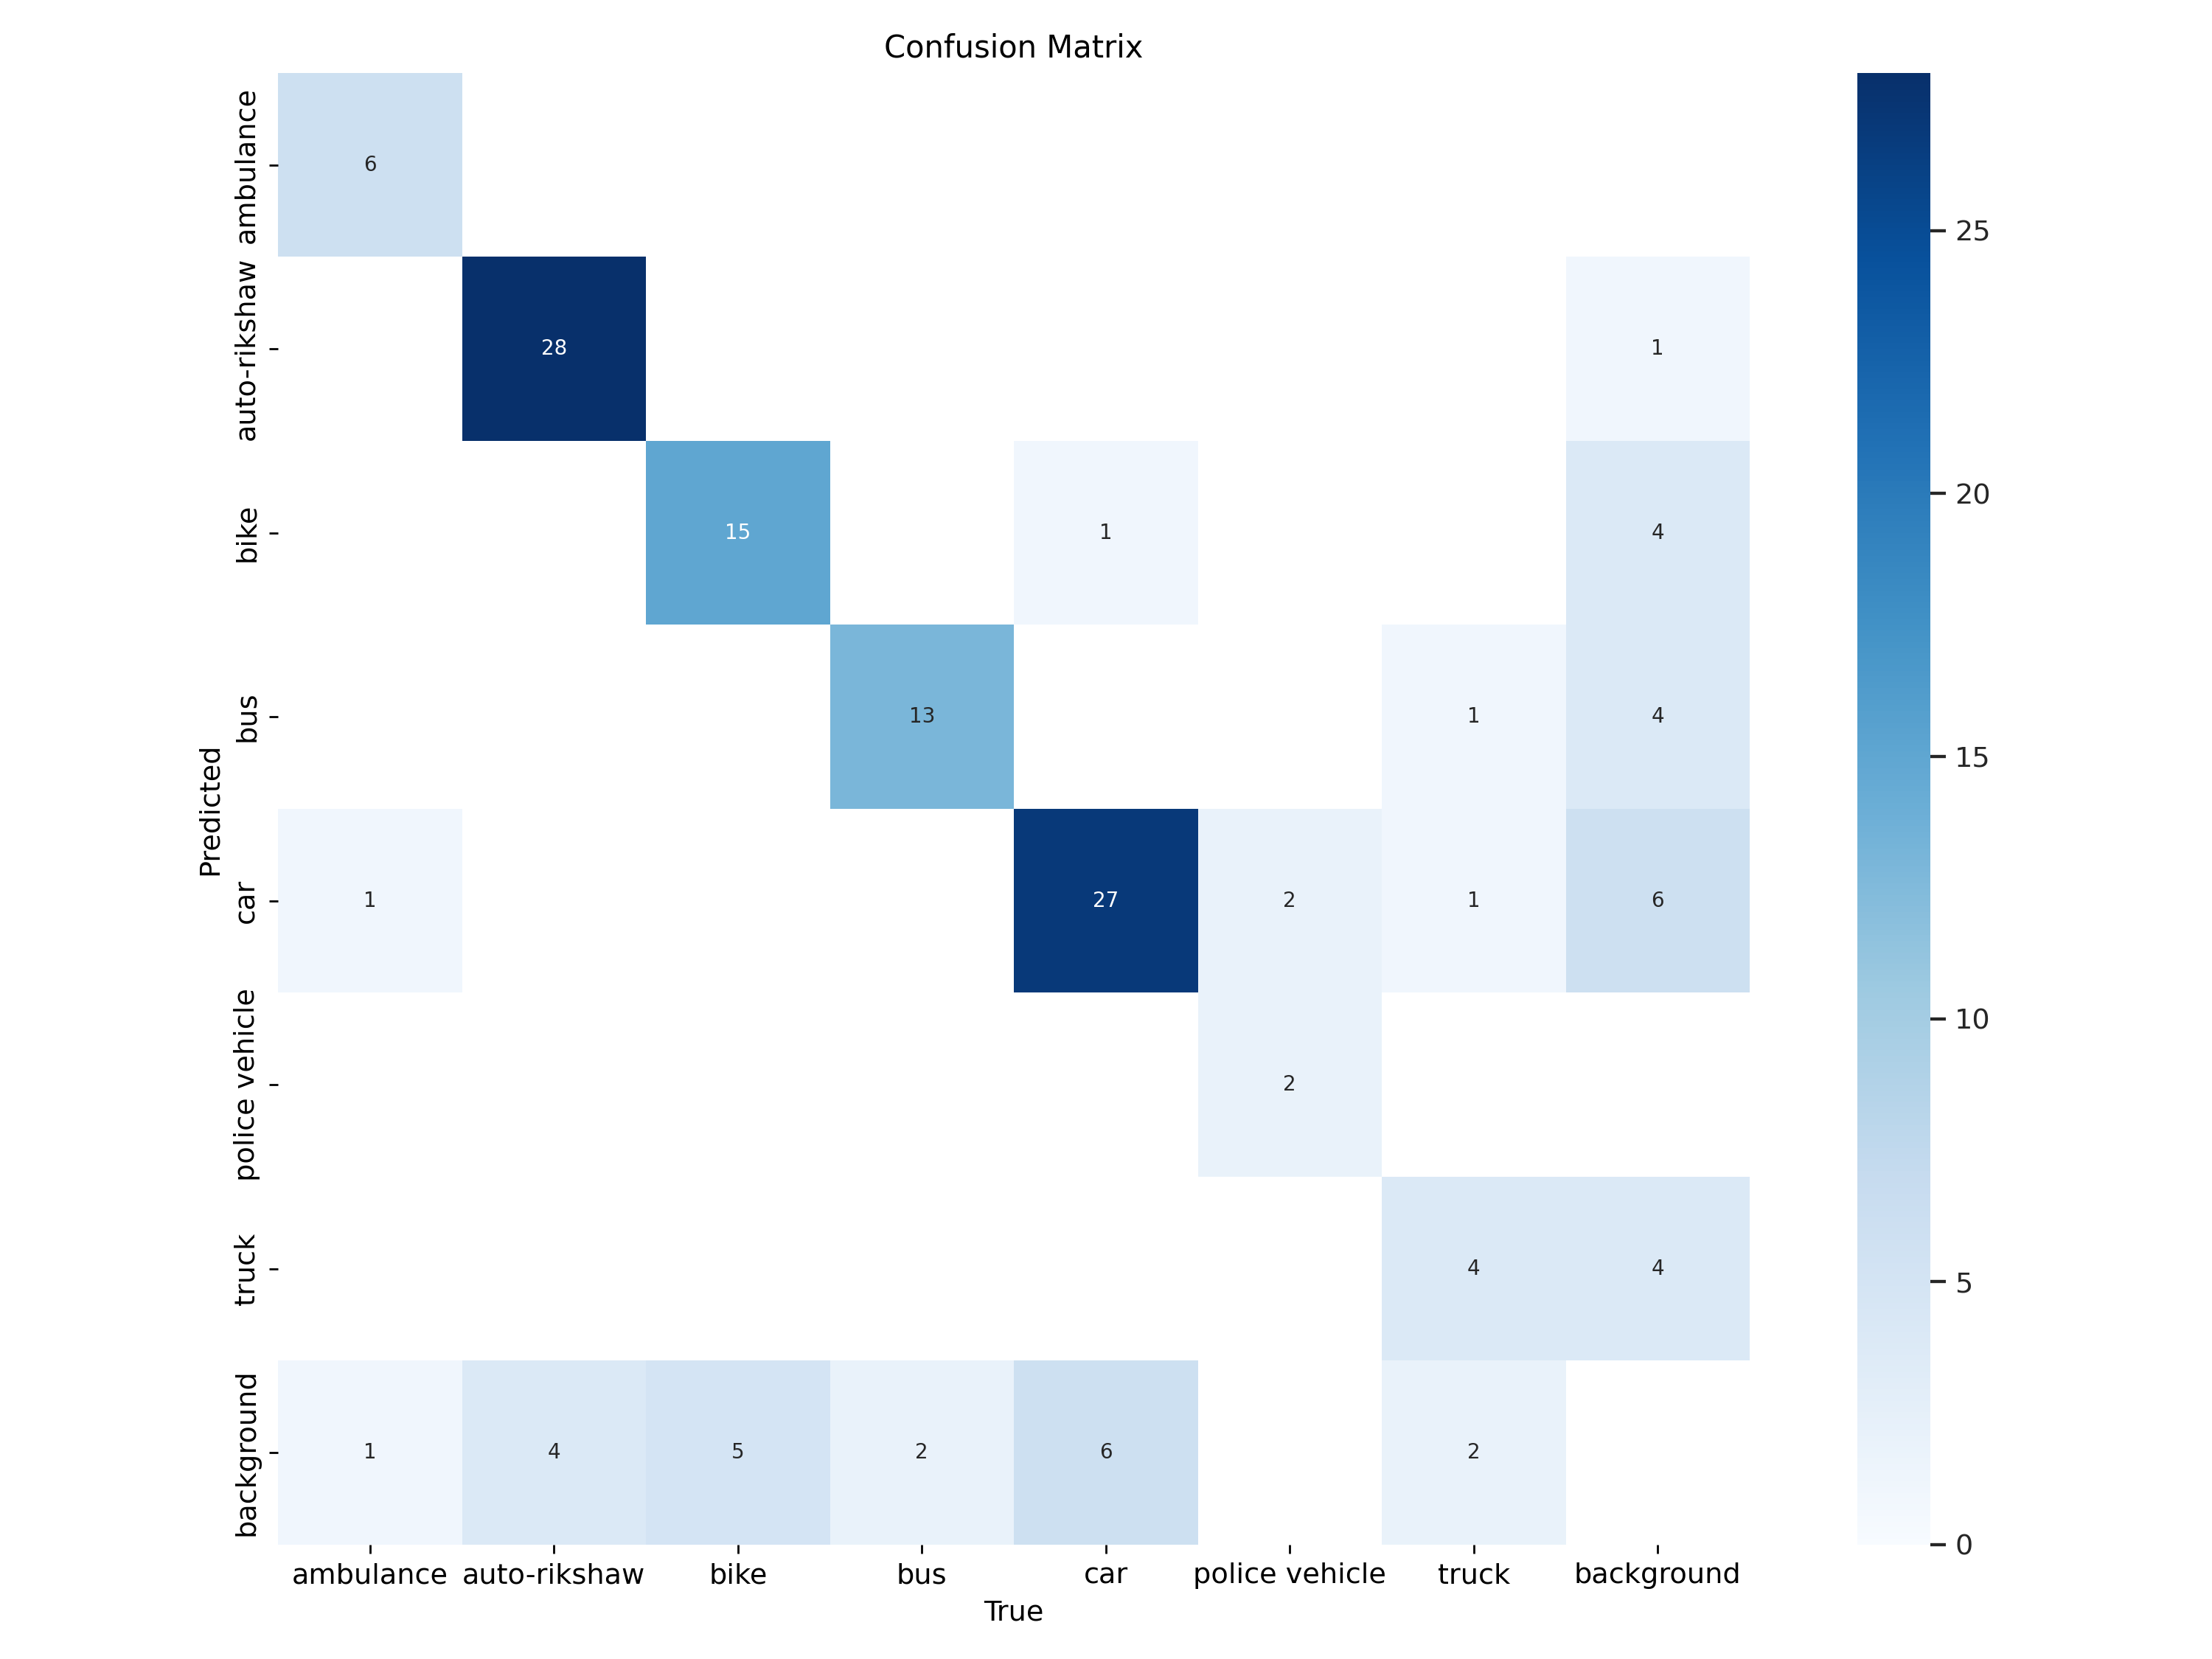 Confusion Matrix
ambulance 6
auto-rikshaw 28 1
bike 15 1 4
bus 13 1 4
car 1 27 2 1 6
police vehicle 2
truck 4 4
background 1 4 5 2 6 2
Predicted
ambulance auto-rikshaw bike bus car police vehicle truck background
True
25
20
15
10
5
0